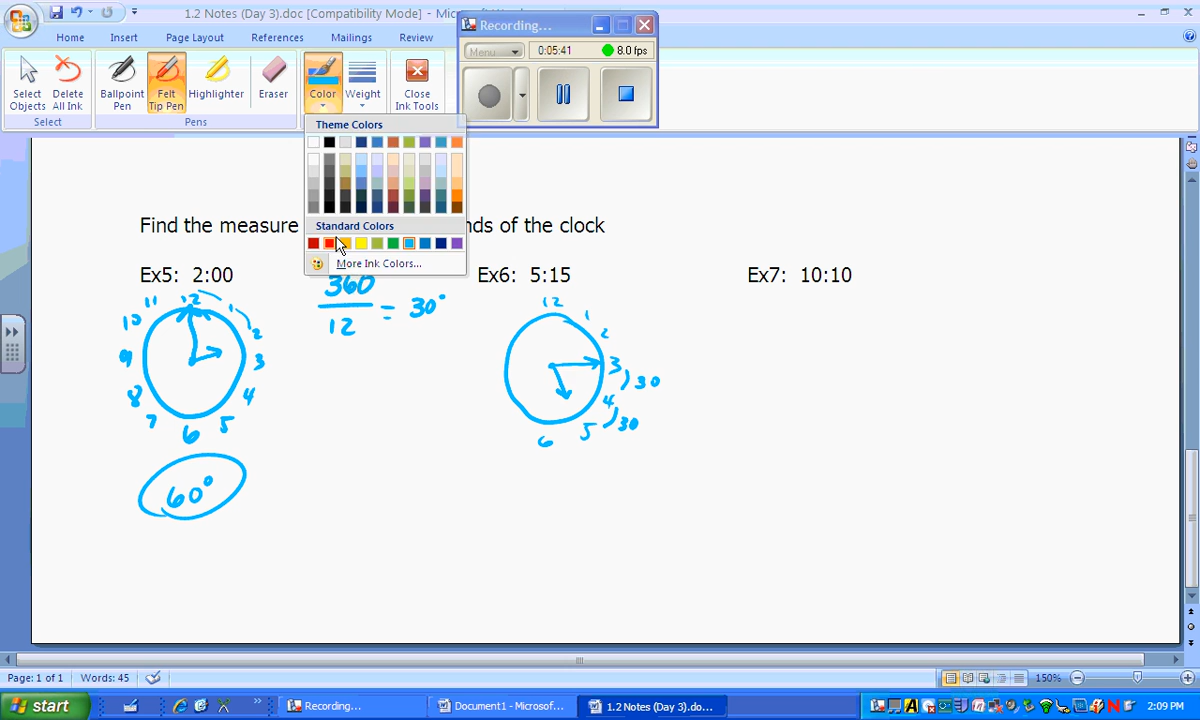 1.2 Notes (Day 3).doc [Compatibility Mode] - Mi
Recording...
Home Insert Page Layout References Mailings Review
Menu 0:05:41 8.0 fps
Select Objects
Delete All Ink
Ballpoint Pen
Felt Tip Pen
Highlighter
Eraser
Color
Weight
Close Ink Tools
Select Pens
Theme Colors
Standard Colors
More Ink Colors...
Find the measure nds of the clock
Ex5: 2:00
360
12
= 30°
Ex6: 5:15
Ex7: 10:10
12 1 2 3 4 5 6 7 8 9 10 11
60°
12 1 2 3 4 5 6
30
30
Page: 1 of 1 Words: 45 150%
start Recording... Document1 - Microsof... 1.2 Notes (Day 3).do... 2:09 PM